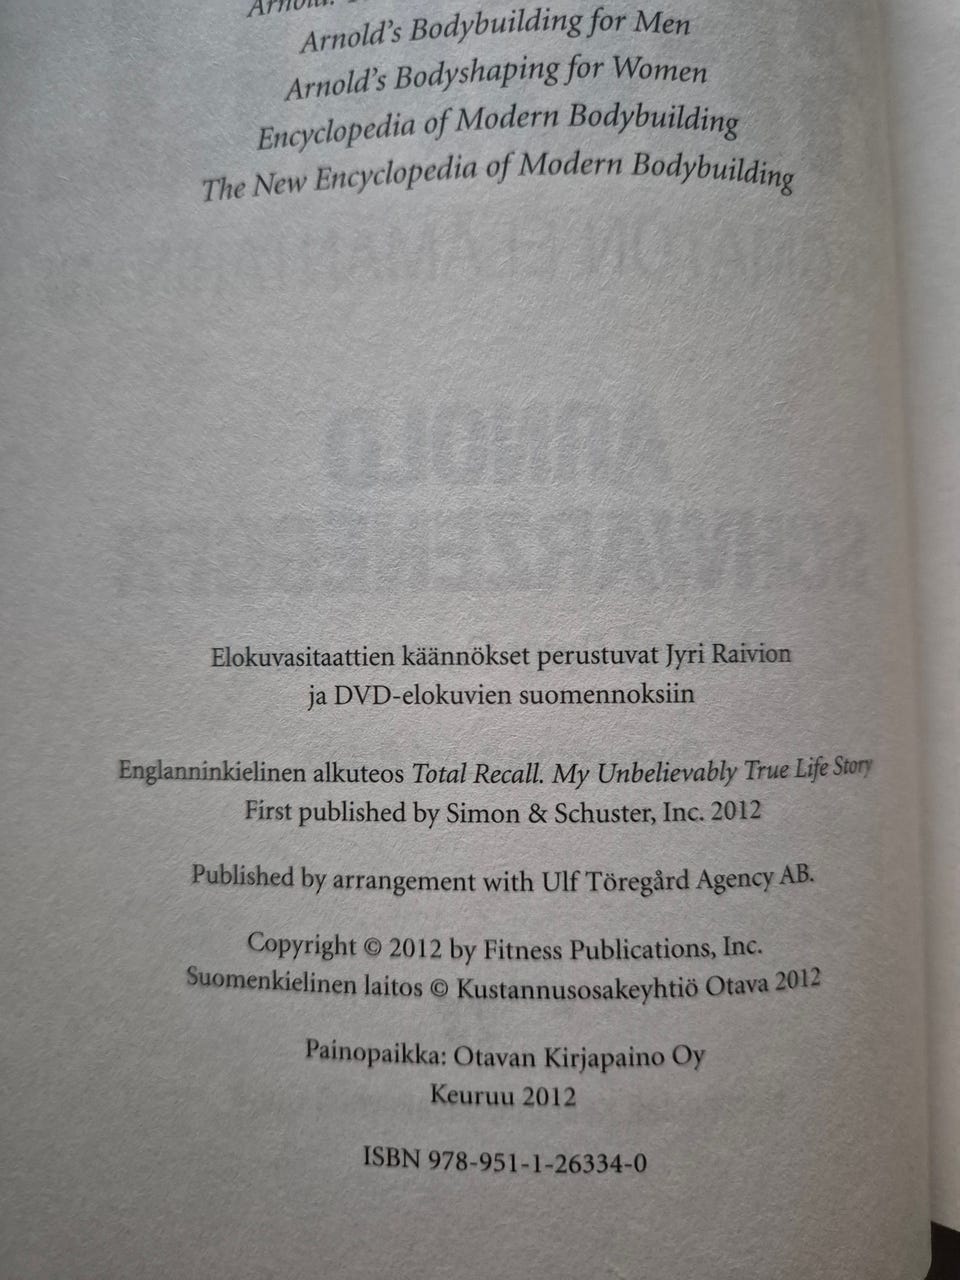 Arnold:
Arnold's Bodybuilding for Men
Arnold's Bodyshaping for Women
Encyclopedia of Modern Bodybuilding
The New Encyclopedia of Modern Bodybuilding
ARNOLD
SCHWARZENEGGER
Elokuvasitaattien käännökset perustuvat Jyri Raivion
ja DVD-elokuvien suomennoksiin
Englanninkielinen alkuteos Total Recall. My Unbelievably True Life Story
First published by Simon & Schuster, Inc. 2012
Published by arrangement with Ulf Töregård Agency AB.
Copyright © 2012 by Fitness Publications, Inc.
Suomenkielinen laitos © Kustannusosakeyhtiö Otava 2012
Painopaikka: Otavan Kirjapaino Oy
Keuruu 2012
ISBN 978-951-1-26334-0